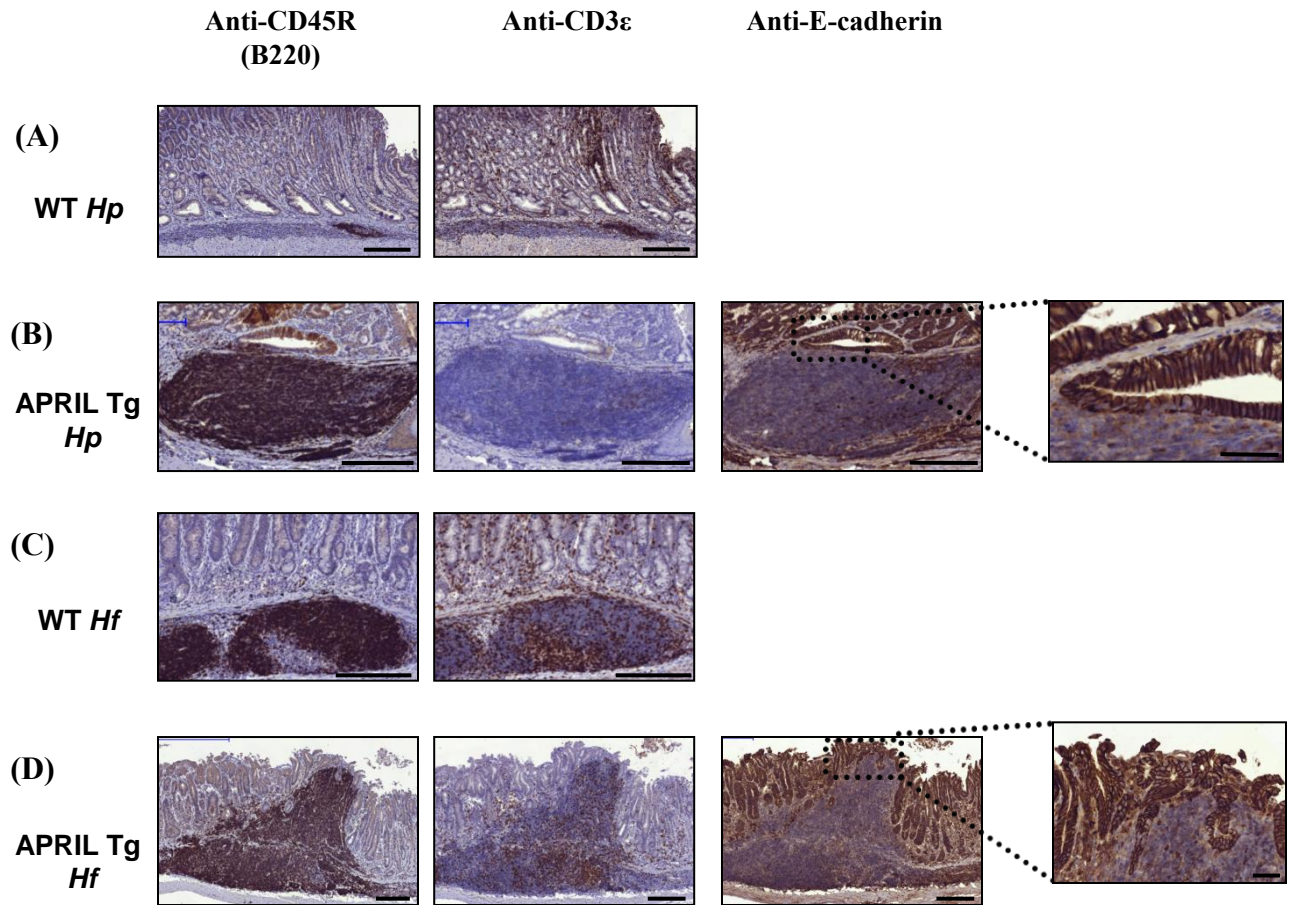 Anti-CD45R
(B220)
Anti-CD3ε
Anti-E-cadherin
(A)
WT Hp
(B)
APRIL Tg
Hp
(C)
WT Hf
(D)
APRIL Tg
Hf